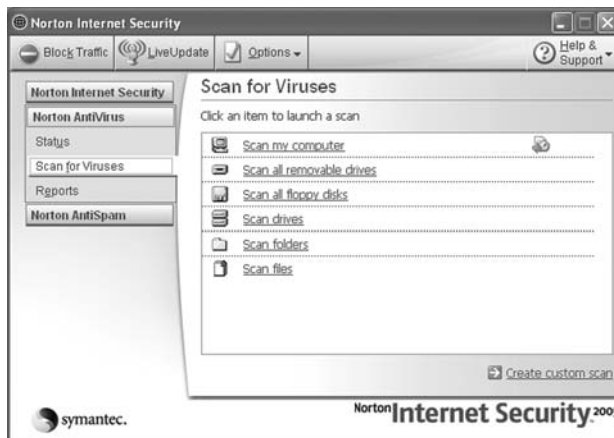 Norton Internet Security
Block Traffic
LiveUpdate
Options
Help &
Support
Norton Internet Security
Norton AntiVirus
Status
Scan for Viruses
Reports
Norton AntiSpam
Scan for Viruses
Click an item to launch a scan
Scan my computer
Scan all removable drives
Scan all floppy disks
Scan drives
Scan folders
Scan files
Create custom scan
symantec.
Norton Internet Security 200